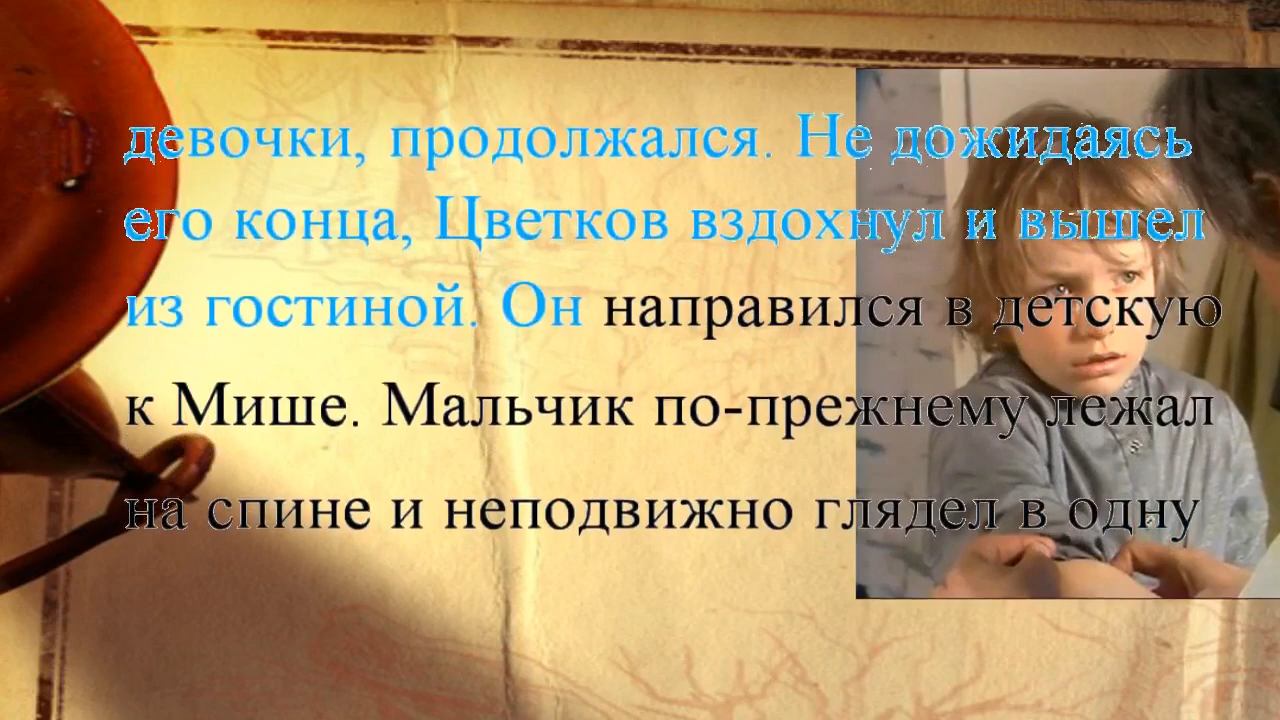 девочки, продолжался. Не дожидаясь
его конца, Цветков вздохнул и вышел
из гостиной. Он направился в детскую
к Мише. Мальчик по-прежнему лежал
на спине и неподвижно глядел в одну